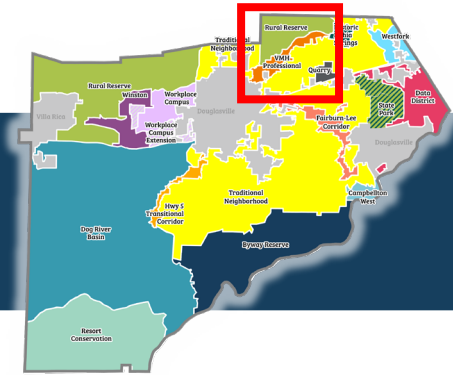 Rural Reserve
Traditional
Neighborhood
Historic
Springs
Westfork
VMH
Professional
Quarry
Rural Reserve
Winston
Workplace
Campus
Data
District
Villa Rica
Douglasville
State
Park
Workplace
Campus
Extension
Fairburn-Lee
Corridor
Douglasville
Traditional
Neighborhood
Campbellton
West
Hwy 5
Transitional
Corridor
Dog River
Basin
Byway Reserve
Resort
Conservation